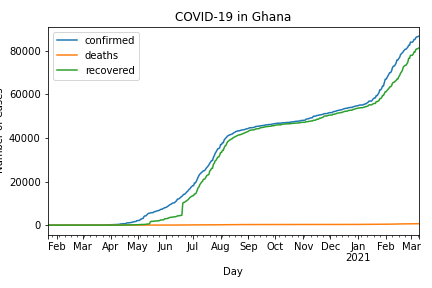 COVID-19 in Ghana
confirmed
deaths
recovered
80000
60000
40000
20000
0
Feb Mar Apr May Jun Jul Aug Sep Oct Nov Dec Jan Feb Mar
2021
Day